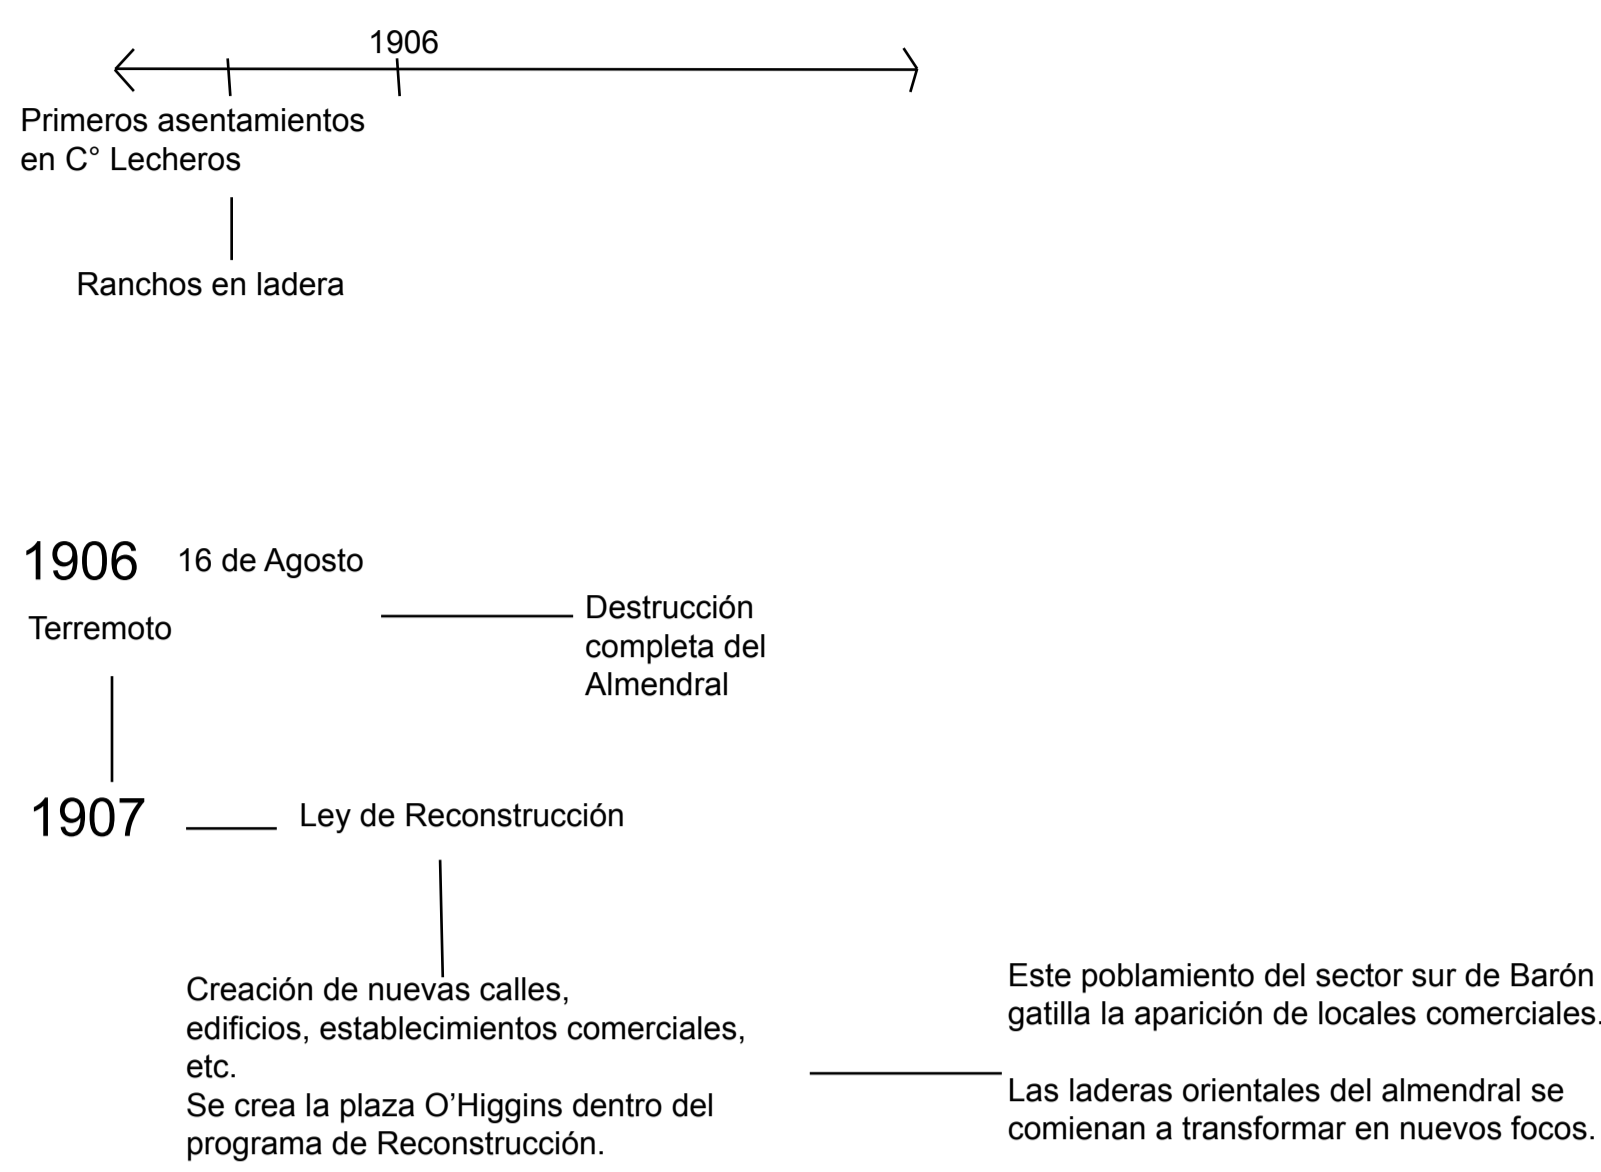 1906
Primeros asentamientos
en C° Lecheros
Ranchos en ladera
1906 16 de Agosto
Terremoto
Destrucción
completa del
Almendral
1907
Ley de Reconstrucción
Creación de nuevas calles,
edificios, establecimientos comerciales,
etc.
Se crea la plaza O’Higgins dentro del
programa de Reconstrucción.
Este poblamiento del sector sur de Barón
gatilla la aparición de locales comerciales.
Las laderas orientales del almendral se
comienan a transformar en nuevos focos.